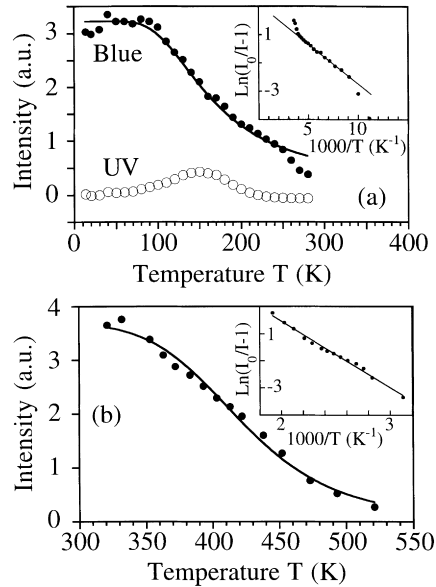 3
2
1
0
Intensity (a.u.)
Blue
UV
(a)
Ln(I0/I-1)
1
-3
5 10
1000/T (K-1)
0 100 200 300 400
Temperature T (K)
4
3
2
1
0
Intensity (a.u.)
(b)
Ln(I0/I-1)
1
-3
2 3
1000/T (K-1)
300 350 400 450 500 550
Temperature T (K)